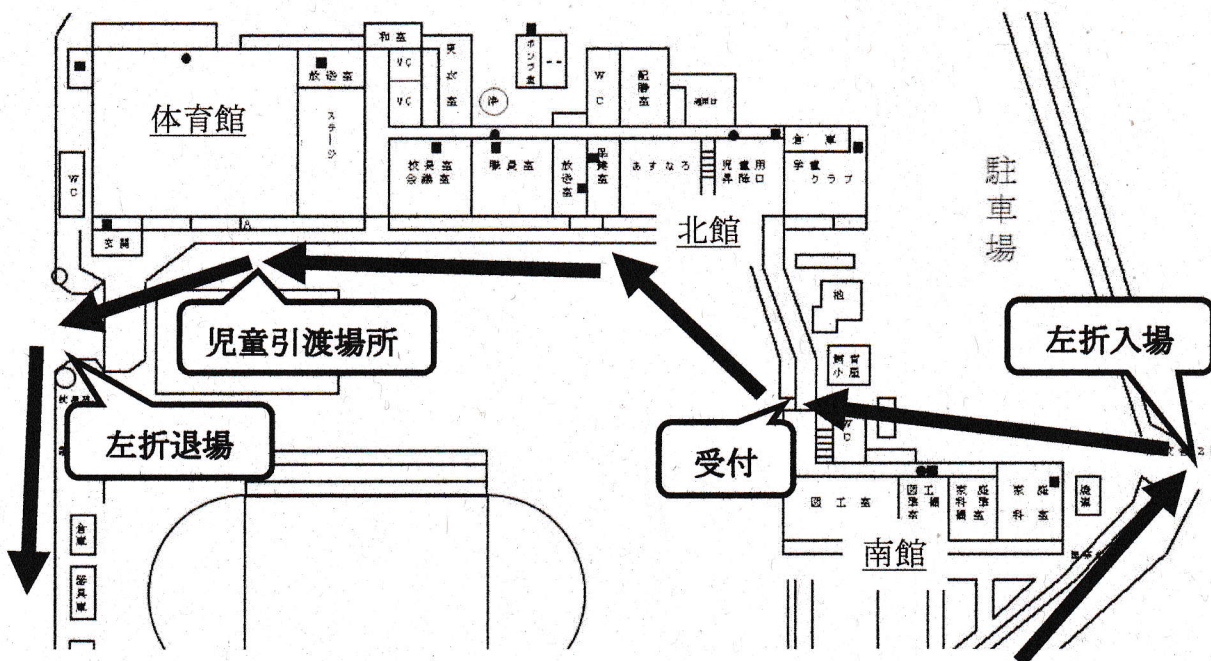 和室
更衣室
ポンプ室
WC
放送室
WC
WC
記勝室
体育館
浄
ステージ
倉庫
駐車場
校長室
会議室
職員室
放送室
保健室
あすなろ
児童用
昇降口
学童
クラブ
WC
A
玄関
北館
池
児童引渡場所
左折入場
飼育
小屋
左折退場
受付
WC
図工室
図工準備室
家庭科準備室
家庭科室
倉庫
南館
器具庫